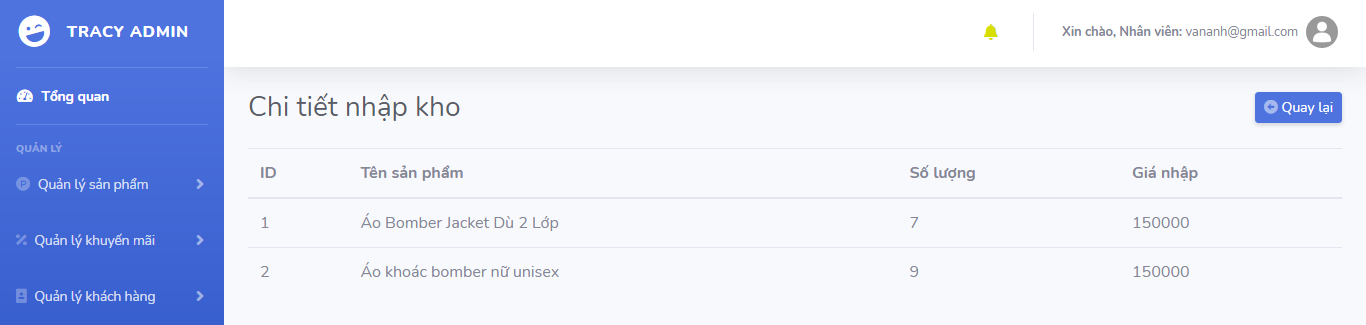 TRACY ADMIN
Xin chào, Nhân viên: vananh@gmail.com
Tổng quan
Chi tiết nhập kho
Quay lại
QUẢN LÝ
Quản lý sản phẩm
Quản lý khuyến mãi
Quản lý khách hàng
ID Tên sản phẩm Số lượng Giá nhập
1 Áo Bomber Jacket Dù 2 Lớp 7 150000
2 Áo khoác bomber nữ unisex 9 150000